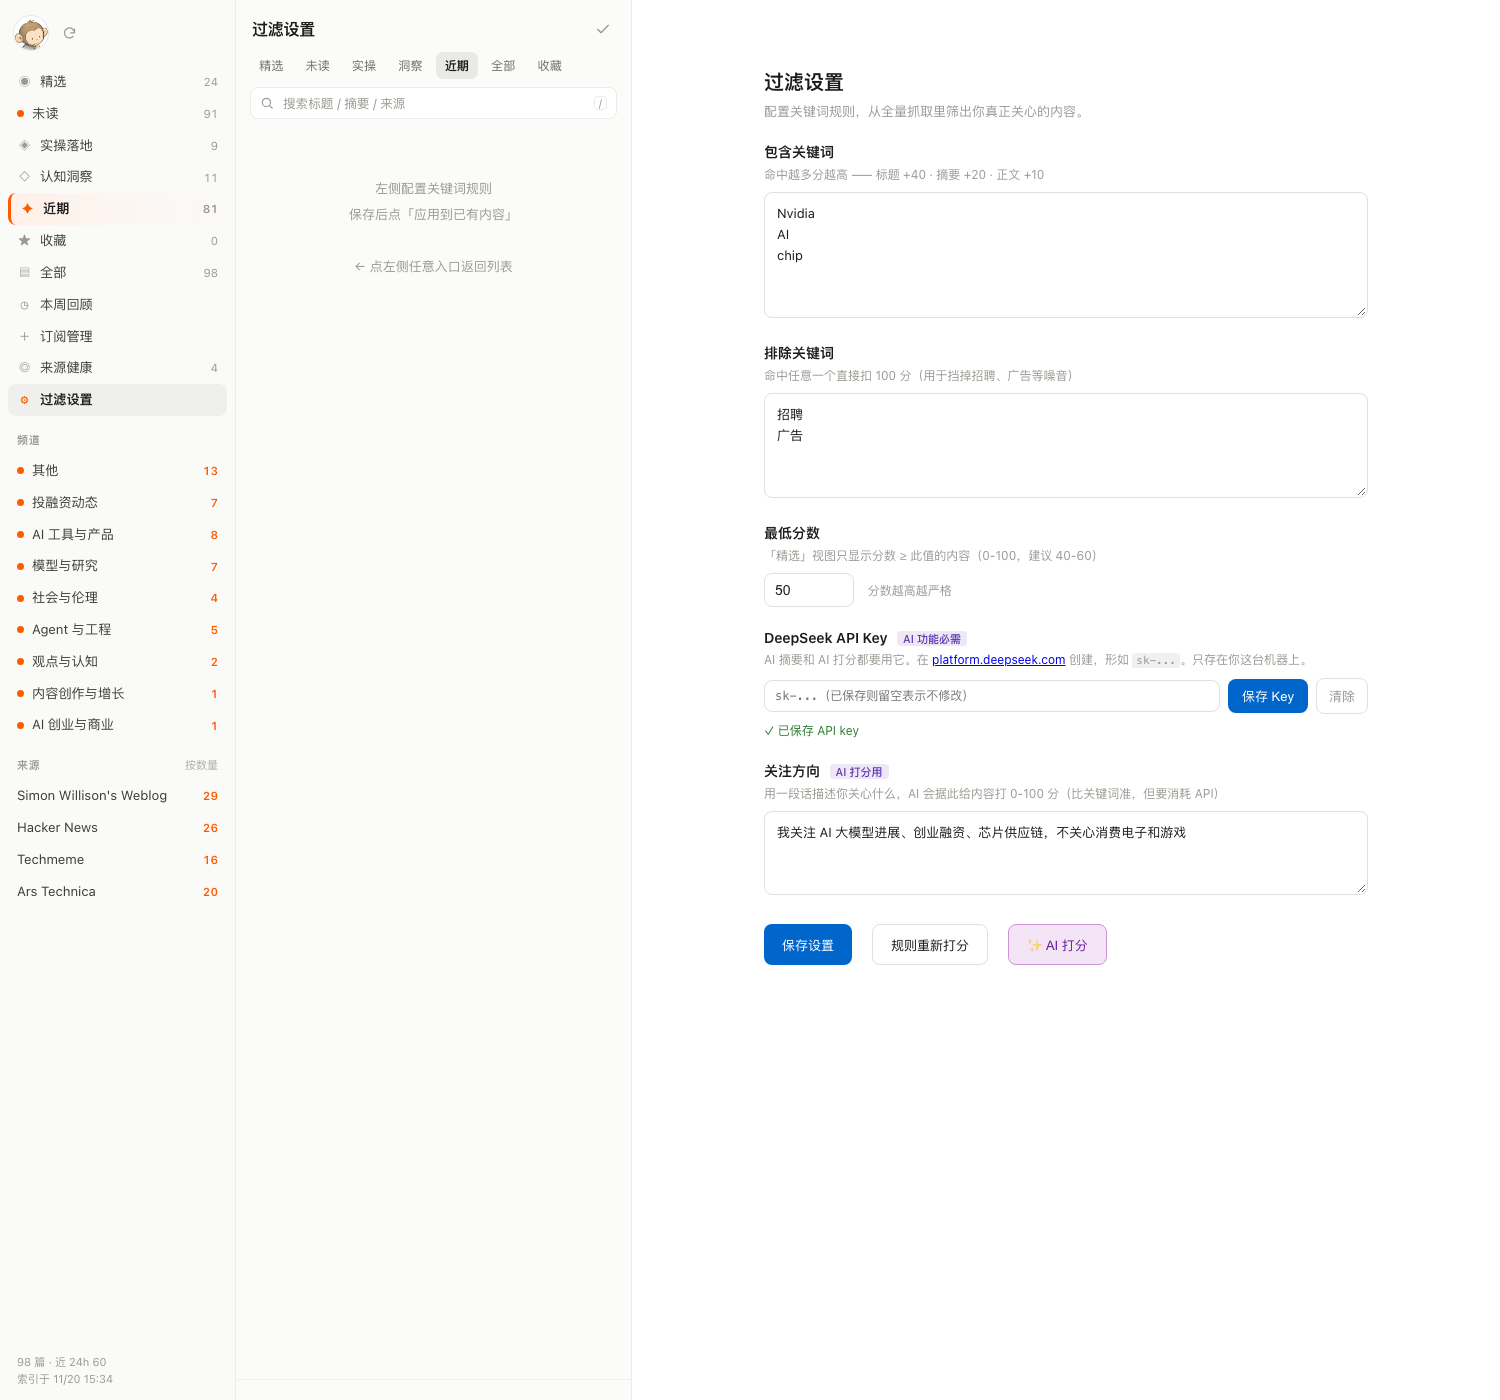 精选 24
未读 91
实操落地 9
认知洞察 11
近期 81
收藏 0
全部 98
本周回顾
订阅管理
来源健康 4
过滤设置
频道
其他 13
投融资动态 7
AI 工具与产品 8
模型与研究 7
社会与伦理 4
Agent 与工程 5
观点与认知 2
内容创作与增长 1
AI 创业与商业 1
来源 按数量
Simon Willison's Weblog 29
Hacker News 26
Techmeme 16
Ars Technica 20
98 篇 · 近 24h 60
索引于 11/20 15:34
过滤设置
精选 未读 实操 洞察 近期 全部 收藏
搜索标题 / 摘要 / 来源 /
左侧配置关键词规则
保存后点「应用到已有内容」
← 点左侧任意入口返回列表
过滤设置
配置关键词规则，从全量抓取里筛出你真正关心的内容。
包含关键词
命中越多分越高 —— 标题 +40 · 摘要 +20 · 正文 +10
Nvidia
AI
chip
排除关键词
命中任意一个直接扣 100 分（用于挡掉招聘、广告等噪音）
招聘
广告
最低分数
「精选」视图只显示分数 ≥ 此值的内容（0-100，建议 40-60）
50 分数越高越严格
DeepSeek API Key AI 功能必需
AI 摘要和 AI 打分都要用它。在 platform.deepseek.com 创建，形如 sk-...。只存在你这台机器上。
sk-...（已保存则留空表示不修改） 保存 Key 清除
✓ 已保存 API key
关注方向 AI 打分用
用一段话描述你关心什么，AI 会据此给内容打 0-100 分（比关键词准，但要消耗 API）
我关注 AI 大模型进展、创业融资、芯片供应链，不关心消费电子和游戏
保存设置 规则重新打分 ✨ AI 打分